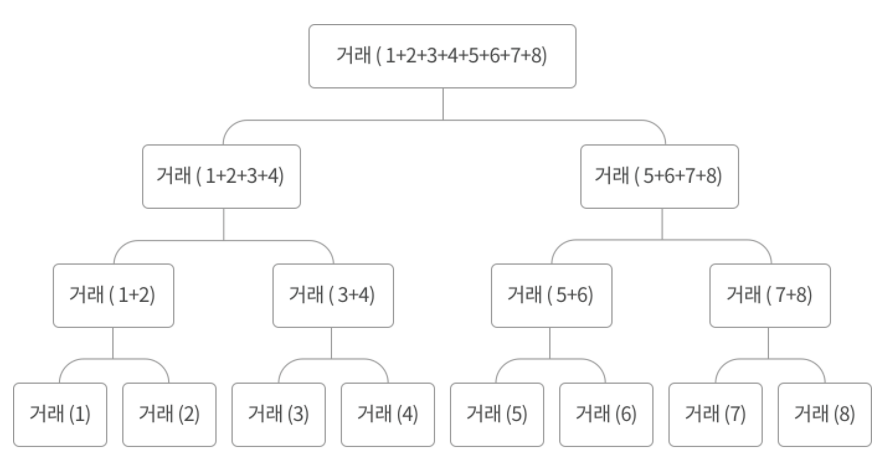 거래 ( 1+2+3+4+5+6+7+8)
거래 ( 1+2+3+4)
거래 ( 5+6+7+8)
거래 ( 1+2)
거래 ( 3+4)
거래 ( 5+6)
거래 ( 7+8)
거래 (1)
거래 (2)
거래 (3)
거래 (4)
거래 (5)
거래 (6)
거래 (7)
거래 (8)